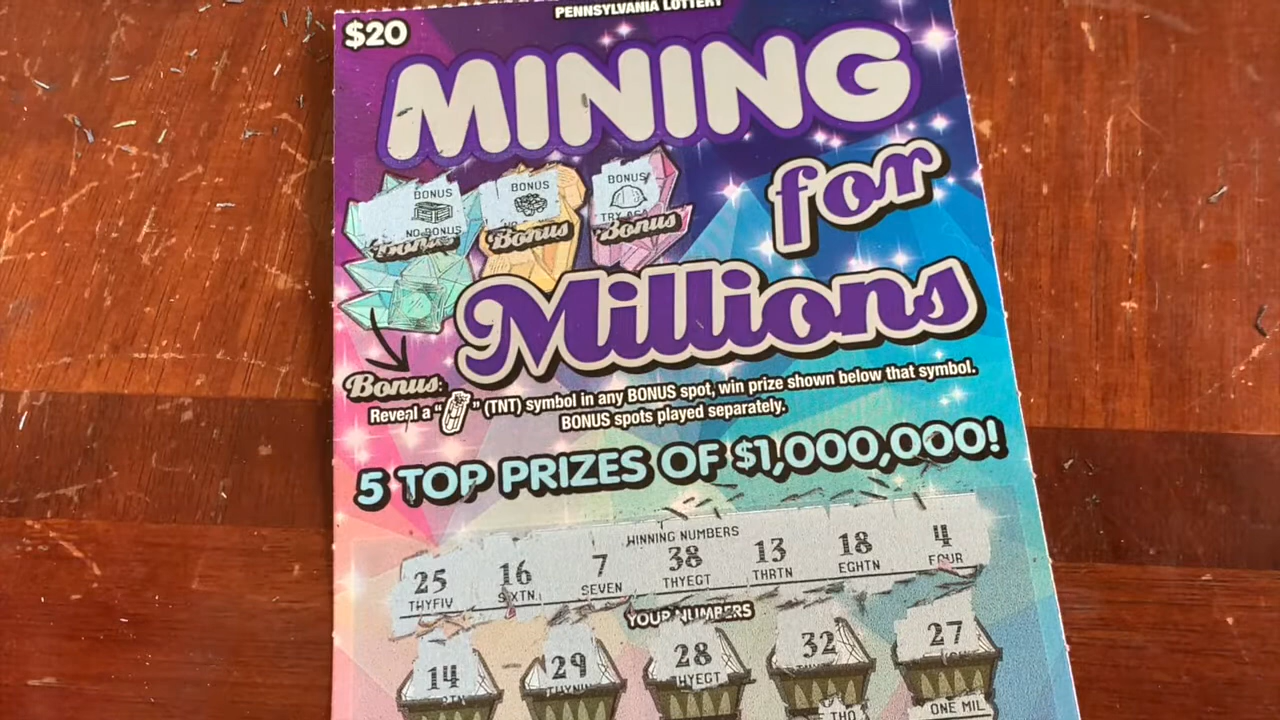 PENNSYLVANIA LOTTERY
$20
MINING
for
Millions
BONUS BONUS BONUS
NO BONUS
Bonus Bonus Bonus
Bonus:
Reveal a " " (TNT) symbol in any BONUS spot, win prize shown below that symbol.
BONUS spots played separately.
5 TOP PRIZES OF $1,000,000!
WINNING NUMBERS
25 16 7 38 13 18 4
THYFIV SIXTN SEVEN THYEGT THRTN EGHTN FOUR
YOUR NUMBERS
14 29 28 32 27
ONE MIL